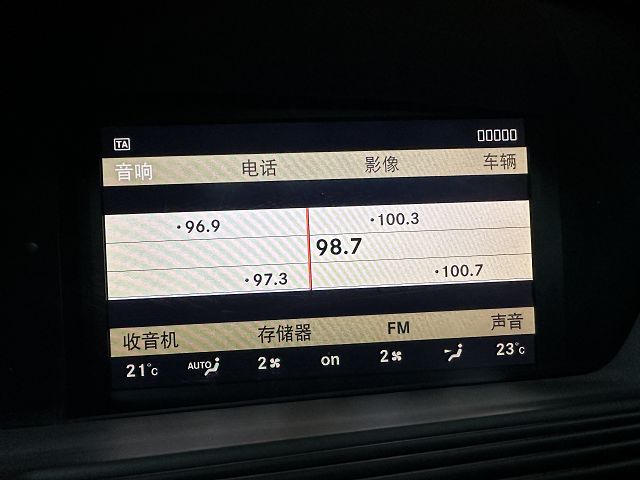 TA
音响 电话 影像 车辆
·96.9 ·100.3
98.7
·97.3 ·100.7
收音机 存储器 FM 声音
21°C AUTO 2 on 2 23°C